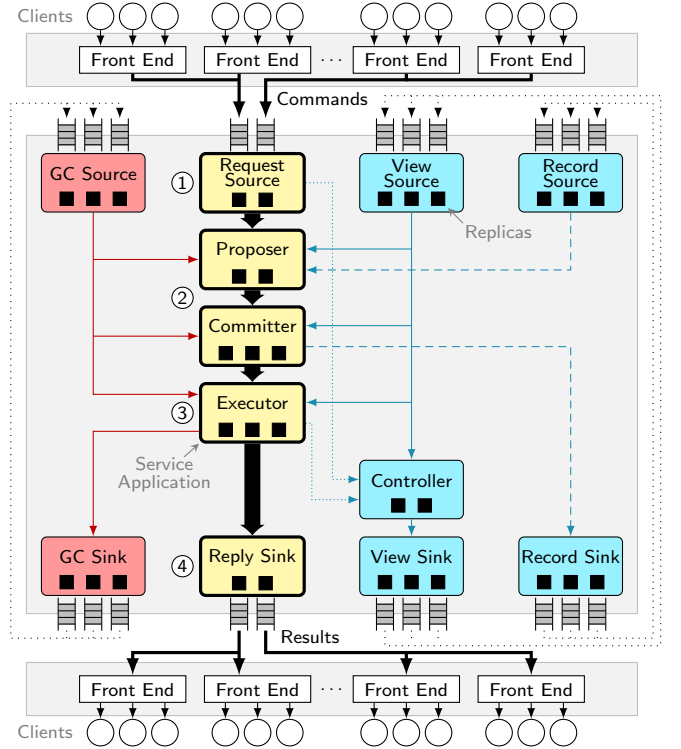 Clients
Front End Front End ... Front End Front End
Commands
GC Source
Request
Source
View
Source
Record
Source
1
Replicas
Proposer
2
Committer
Executor
3
Service
Application
Controller
GC Sink
4
Reply Sink
View Sink
Record Sink
Results
Front End Front End ... Front End Front End
Clients